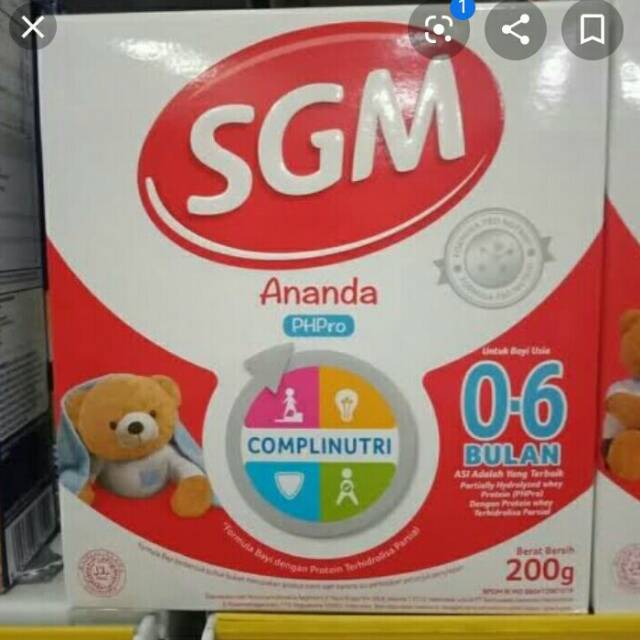 1
SGM
Ananda
PHPro
Untuk Bayi Usia
0-6
BULAN
COMPLINUTRI
ASI Adalah Yang Terbaik
Partially Hydrolyzed whey
Protein (PHPro)
Dengan Protein whey
Terhidrolisa Parsial
*Formula Bayi dengan Protein Terhidrolisa Parsial
Berat Bersih
200g